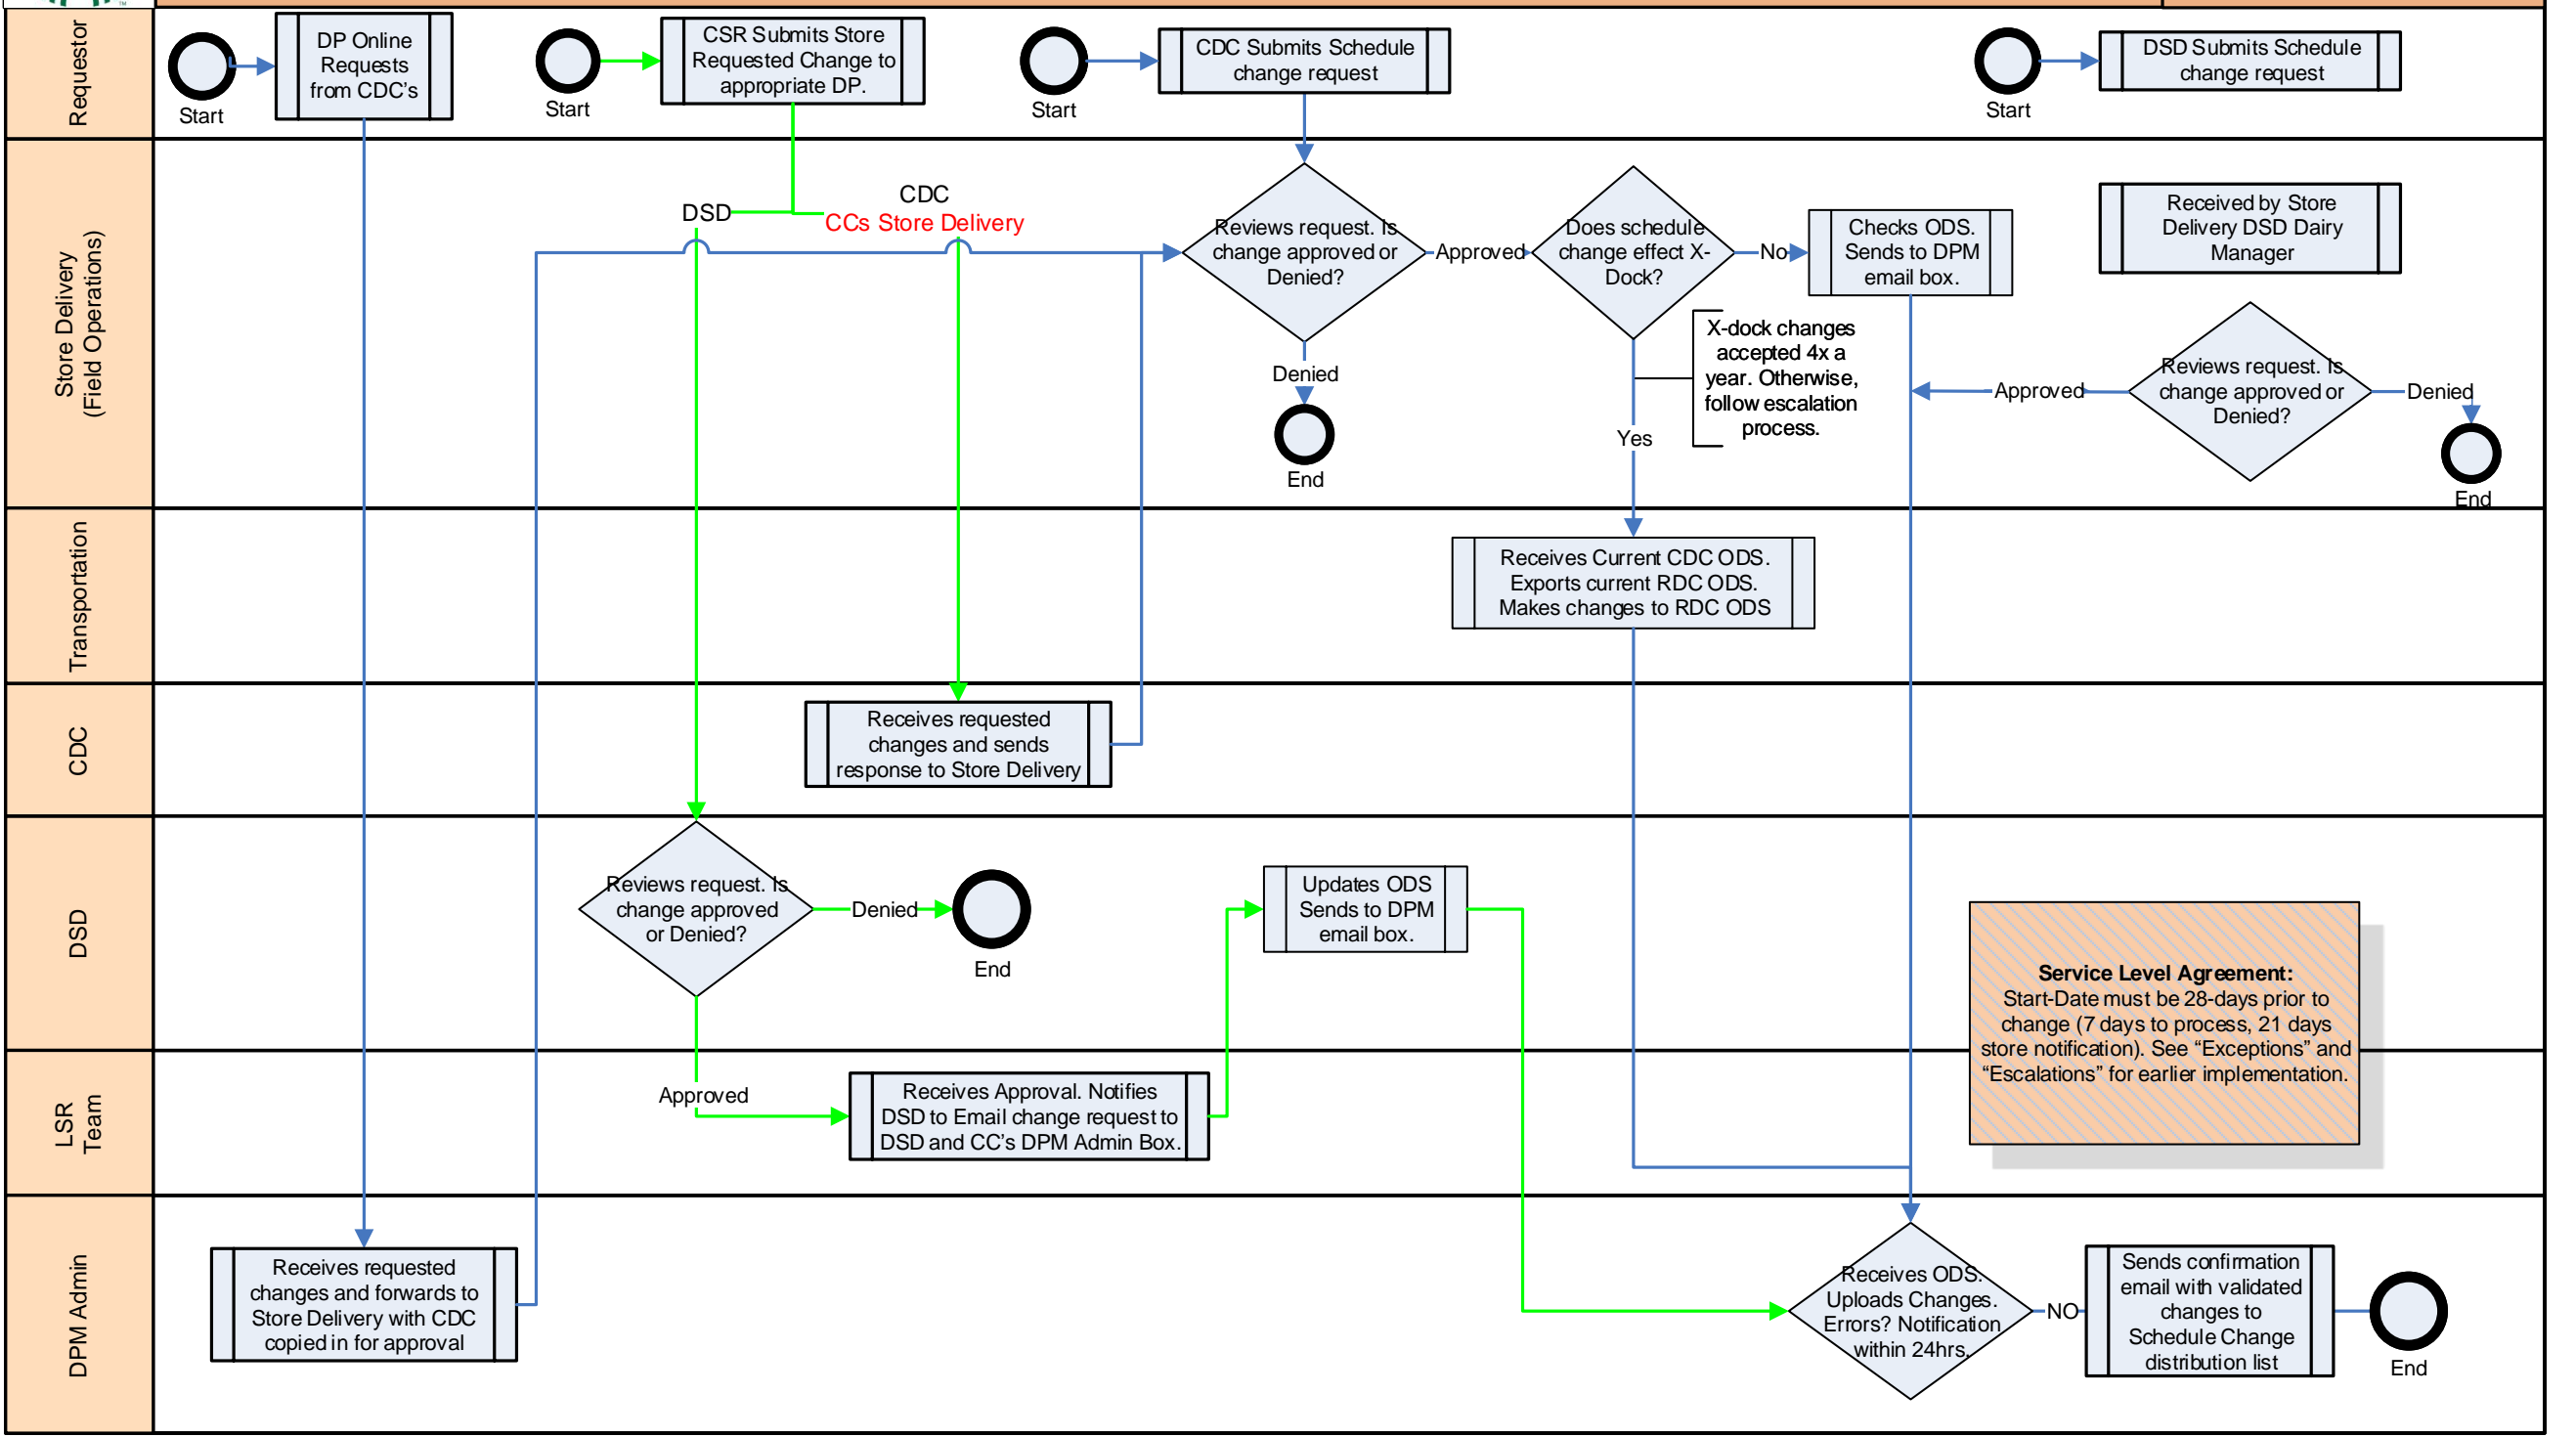 Requestor
Start
DP Online
Requests
from CDC's
Start
CSR Submits Store
Requested Change to
appropriate DP.
Start
CDC Submits Schedule
change request
Start
DSD Submits Schedule
change request
Store Delivery
(Field Operations)
DSD
CDC
CCs Store Delivery
Reviews request. Is
change approved or
Denied?
Approved
Denied
End
Does schedule
change effect X-
Dock?
No
Yes
X-dock changes
accepted 4x a
year. Otherwise,
follow escalation
process.
Checks ODS.
Sends to DPM
email box.
Received by Store
Delivery DSD Dairy
Manager
Reviews request. Is
change approved or
Denied?
Approved
Denied
End
Transportation
Receives Current CDC ODS.
Exports current RDC ODS.
Makes changes to RDC ODS
CDC
Receives requested
changes and sends
response to Store Delivery
DSD
Reviews request. Is
change approved
or Denied?
Denied
End
Approved
Updates ODS
Sends to DPM
email box.
Service Level Agreement:
Start-Date must be 28-days prior to
change (7 days to process, 21 days
store notification). See “Exceptions” and
“Escalations” for earlier implementation.
LSR
Team
Receives Approval. Notifies
DSD to Email change request to
DSD and CC's DPM Admin Box.
DPM Admin
Receives requested
changes and forwards to
Store Delivery with CDC
copied in for approval
Receives ODS.
Uploads Changes.
Errors? Notification
within 24hrs.
NO
Sends confirmation
email with validated
changes to
Schedule Change
distribution list
End